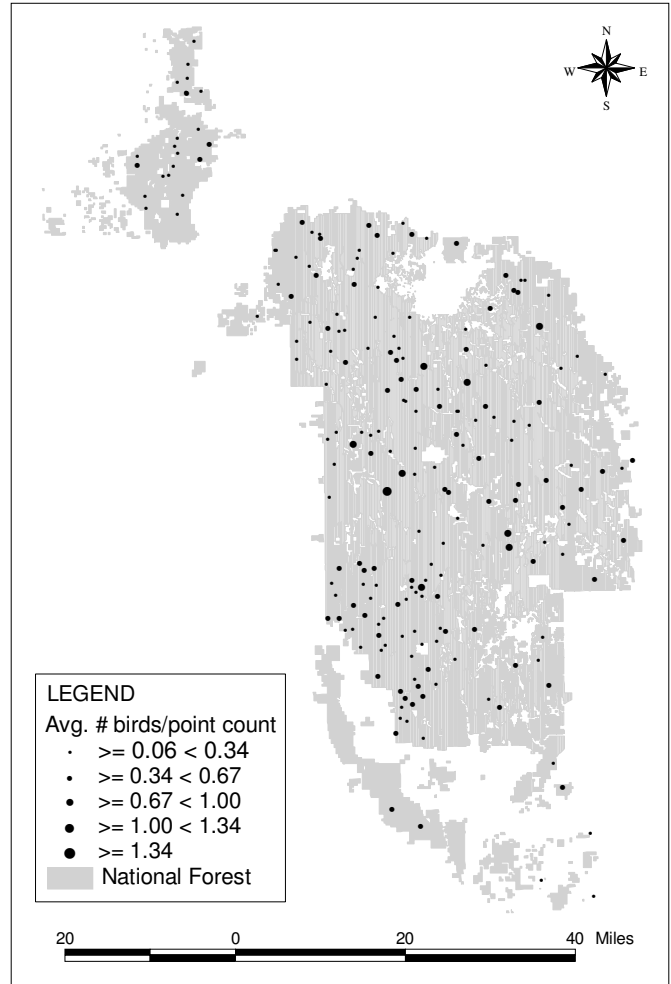 N
W E
S
LEGEND
Avg. # birds/point count
>= 0.06 < 0.34
>= 0.34 < 0.67
>= 0.67 < 1.00
>= 1.00 < 1.34
>= 1.34
National Forest
20 0 20 40 Miles